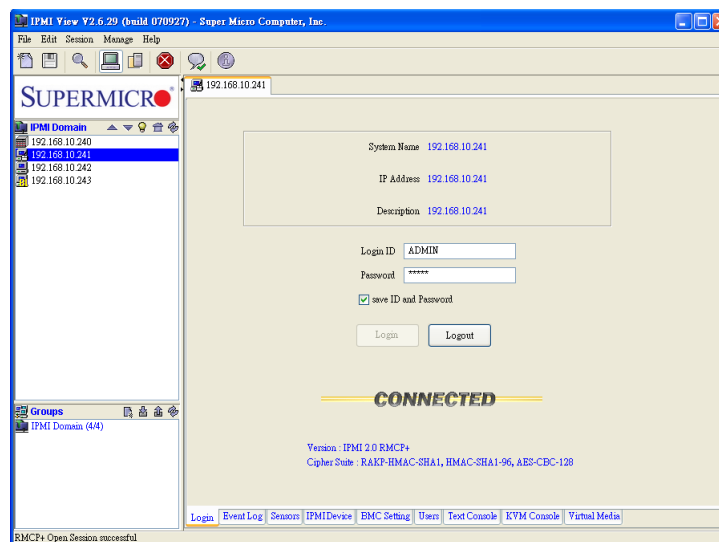 IPMI View V2.6.29 (build 070927) - Super Micro Computer, Inc.
File Edit Session Manage Help
SUPERMICRO
192.168.10.241
IPMI Domain
192.168.10.240
192.168.10.241
192.168.10.242
192.168.10.243
System Name 192.168.10.241
IP Address 192.168.10.241
Description 192.168.10.241
Login ID ADMIN
Password *****
save ID and Password
Login Logout
CONNECTED
Groups
IPMI Domain (4/4)
Version : IPMI 2.0 RMCP+
Cipher Suite : RAKP-HMAC-SHA1, HMAC-SHA1-96, AES-CBC-128
Login Event Log Sensors IPMI Device BMC Setting Users Text Console KVM Console Virtual Media
RMCP+ Open Session successful